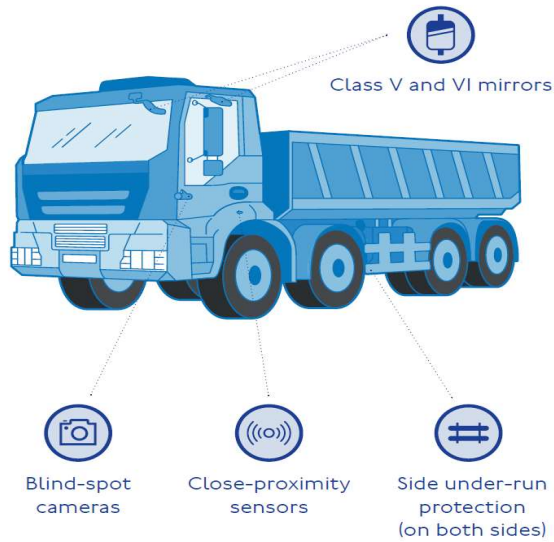 Class V and VI mirrors
Blind-spot
cameras
Close-proximity
sensors
Side under-run
protection
(on both sides)